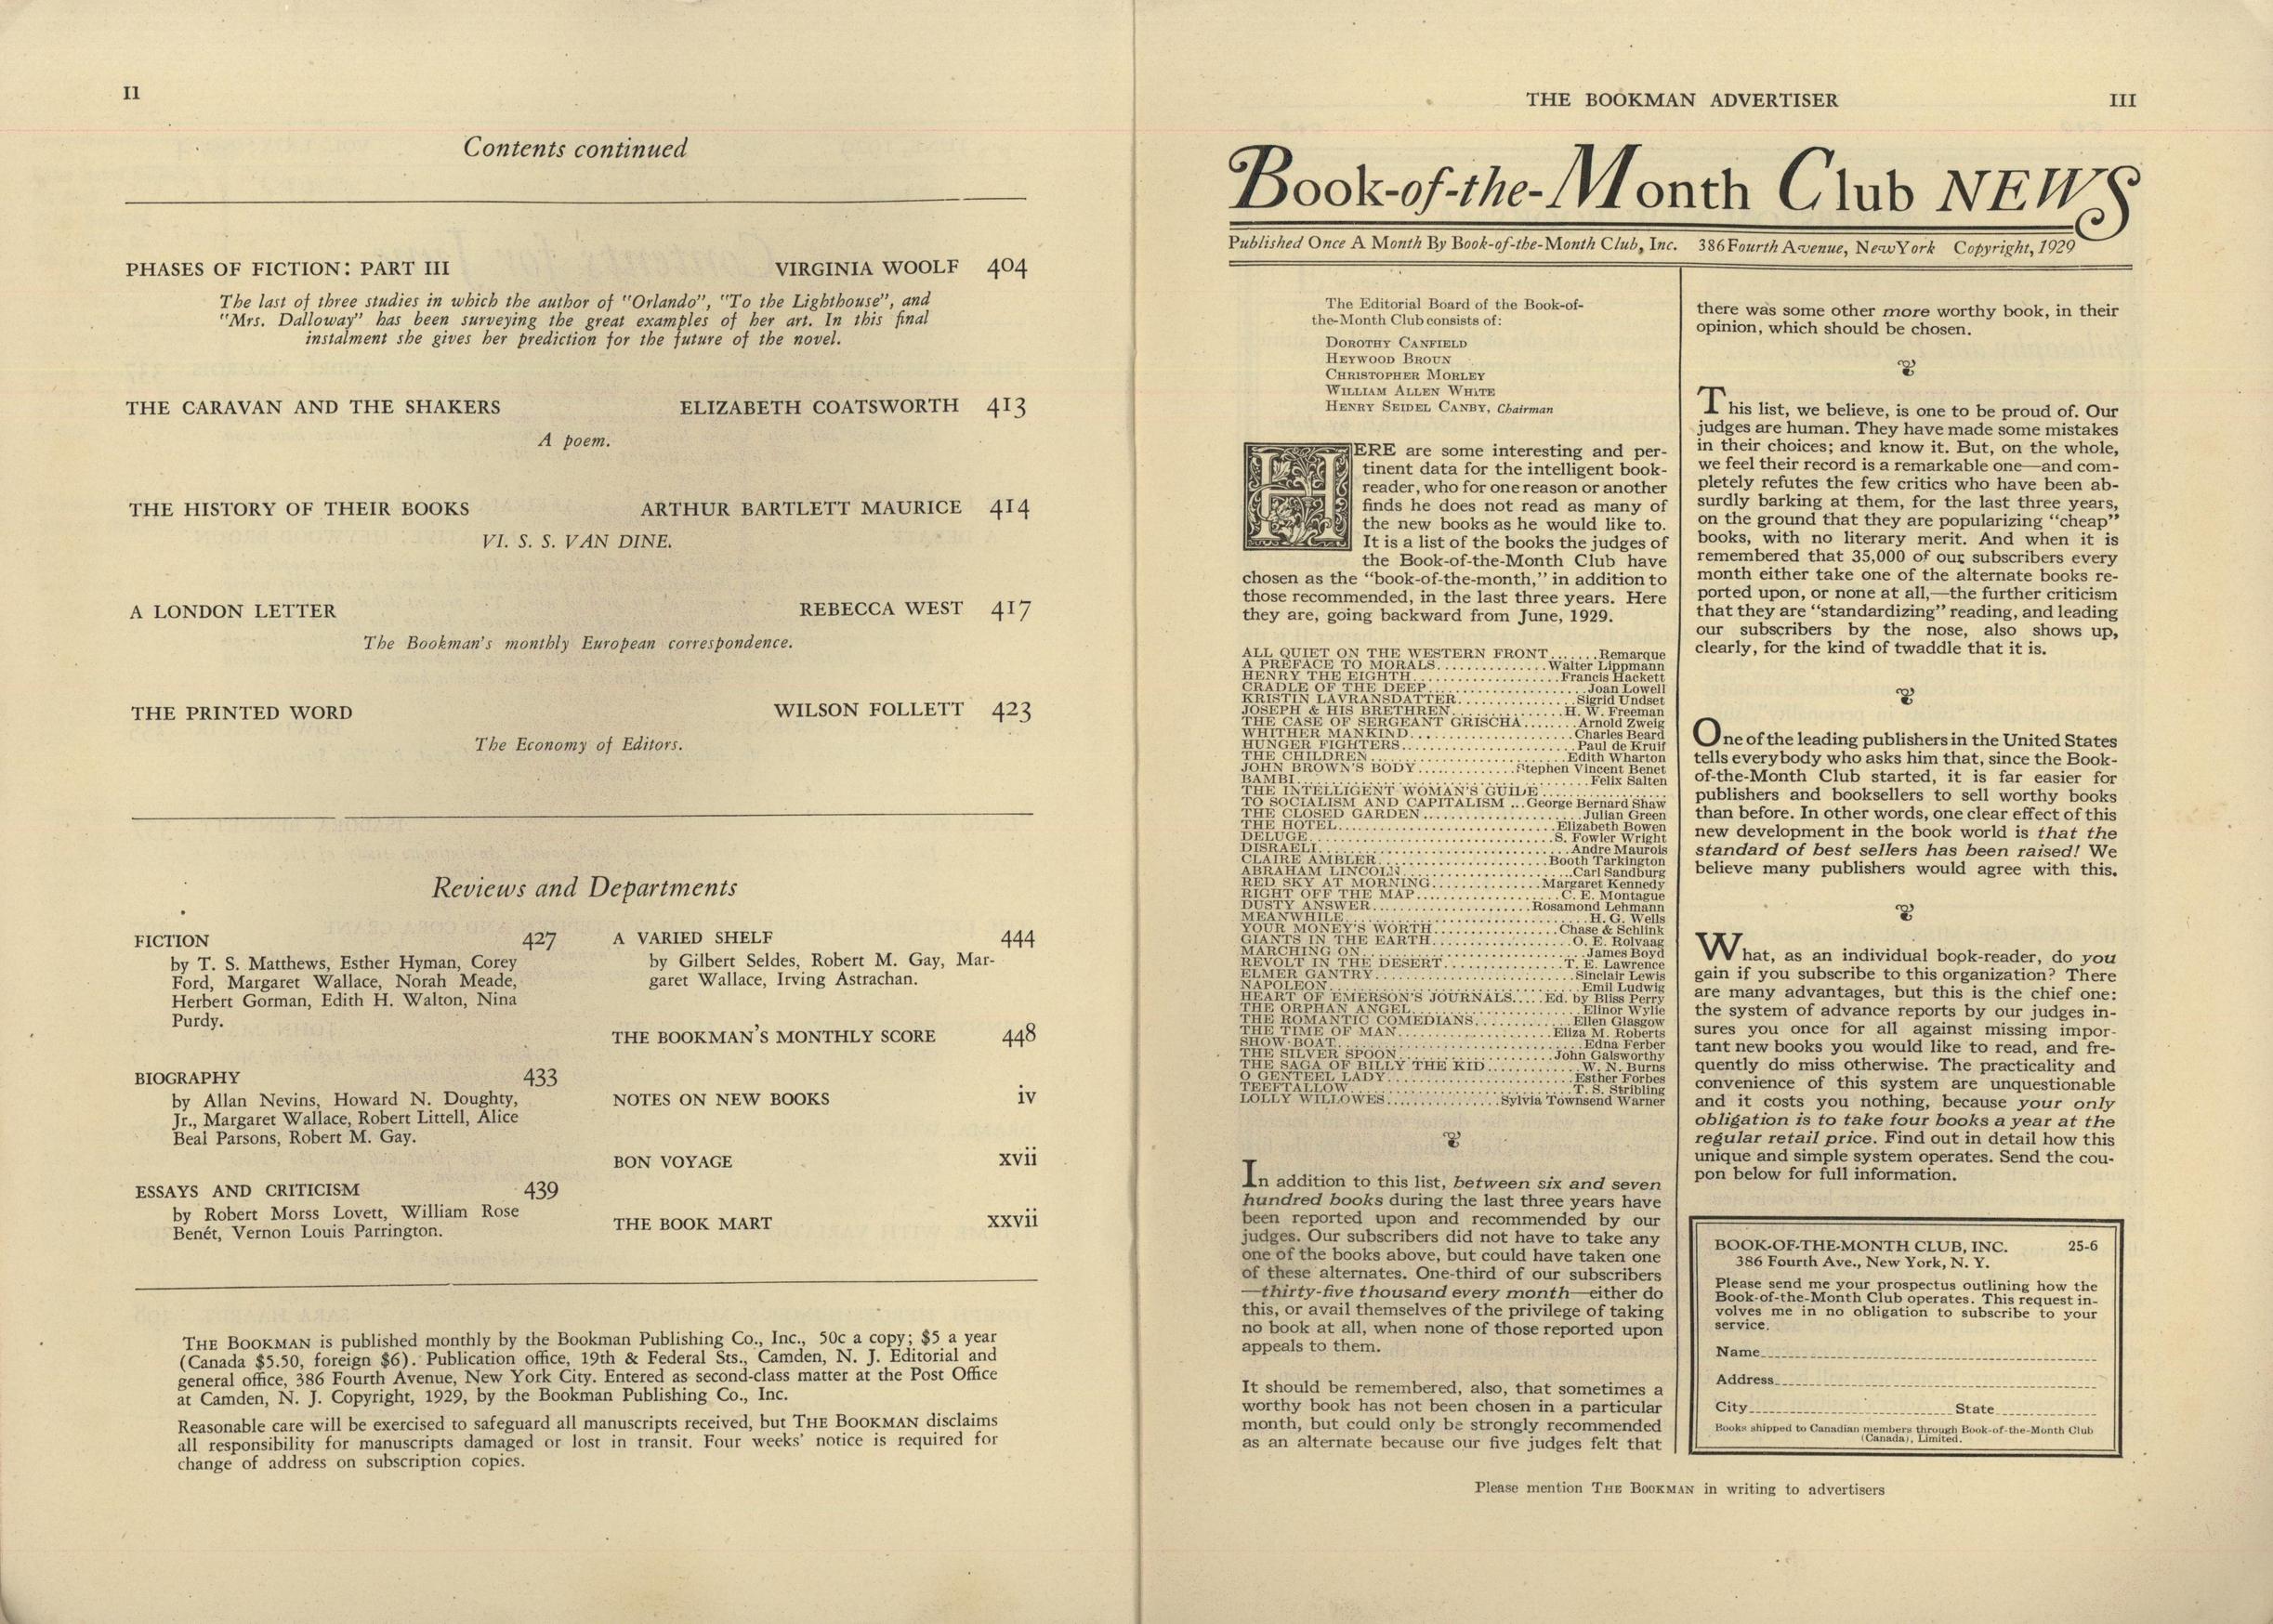 II
Contents continued
PHASES OF FICTION: PART III VIRGINIA WOOLF 404
The last of three studies in which the author of "Orlando", "To the Lighthouse", and
"Mrs. Dalloway" has been surveying the great examples of her art. In this final
instalment she gives her prediction for the future of the novel.
THE CARAVAN AND THE SHAKERS ELIZABETH COATSWORTH 413
A poem.
THE HISTORY OF THEIR BOOKS ARTHUR BARTLETT MAURICE 414
VI. S. S. VAN DINE.
A LONDON LETTER REBECCA WEST 417
The Bookman's monthly European correspondence.
THE PRINTED WORD WILSON FOLLETT 423
The Economy of Editors.
Reviews and Departments
FICTION 427
by T. S. Matthews, Esther Hyman, Corey
Ford, Margaret Wallace, Norah Meade,
Herbert Gorman, Edith H. Walton, Nina
Purdy.
BIOGRAPHY 433
by Allan Nevins, Howard N. Doughty,
Jr., Margaret Wallace, Robert Littell, Alice
Beal Parsons, Robert M. Gay.
ESSAYS AND CRITICISM 439
by Robert Morss Lovett, William Rose
Benét, Vernon Louis Parrington.
A VARIED SHELF 444
by Gilbert Seldes, Robert M. Gay, Mar-
garet Wallace, Irving Astrachan.
THE BOOKMAN'S MONTHLY SCORE 448
NOTES ON NEW BOOKS iv
BON VOYAGE xvii
THE BOOK MART xxvii
THE BOOKMAN is published monthly by the Bookman Publishing Co., Inc., 50c a copy; $5 a year
(Canada $5.50, foreign $6). Publication office, 19th & Federal Sts., Camden, N. J. Editorial and
general office, 386 Fourth Avenue, New York City. Entered as second-class matter at the Post Office
at Camden, N. J. Copyright, 1929, by the Bookman Publishing Co., Inc.
Reasonable care will be exercised to safeguard all manuscripts received, but THE BOOKMAN disclaims
all responsibility for manuscripts damaged or lost in transit. Four weeks' notice is required for
change of address on subscription copies.
THE BOOKMAN ADVERTISER III
Book-of-the-Month Club NEWS
Published Once A Month By Book-of-the-Month Club, Inc. 386 Fourth Avenue, New York Copyright, 1929
The Editorial Board of the Book-of-
the-Month Club consists of:
DOROTHY CANFIELD
HEYWOOD BROUN
CHRISTOPHER MORLEY
WILLIAM ALLEN WHITE
HENRY SEIDEL CANBY, Chairman
HERE are some interesting and per-
tinent data for the intelligent book-
reader, who for one reason or another
finds he does not read as many of
the new books as he would like to.
It is a list of the books the judges of
the Book-of-the-Month Club have
chosen as the "book-of-the-month," in addition to
those recommended, in the last three years. Here
they are, going backward from June, 1929.
ALL QUIET ON THE WESTERN FRONT.......Remarque
A PREFACE TO MORALS...............Walter Lippmann
HENRY THE EIGHTH....................Francis Hackett
CRADLE OF THE DEEP......................Joan Lowell
KRISTIN LAVRANSDATTER...............Sigrid Undset
JOSEPH & HIS BRETHREN...............H. W. Freeman
THE CASE OF SERGEANT GRISCHA........Arnold Zweig
WHITHER MANKIND.....................Charles Beard
HUNGER FIGHTERS......................Paul de Kruif
THE CHILDREN..........................Edith Wharton
JOHN BROWN'S BODY.............Stephen Vincent Benet
BAMBI.....................................Felix Salten
THE INTELLIGENT WOMAN'S GUIDE................
TO SOCIALISM AND CAPITALISM ...George Bernard Shaw
THE CLOSED GARDEN......................Julian Green
THE HOTEL............................Elizabeth Bowen
DELUGE...............................S. Fowler Wright
DISRAELI...............................Andre Maurois
CLAIRE AMBLER.......................Booth Tarkington
ABRAHAM LINCOLN.......................Carl Sandburg
RED SKY AT MORNING...............Margaret Kennedy
RIGHT OFF THE MAP....................C. E. Montague
DUSTY ANSWER.....................Rosamond Lehmann
MEANWHILE................................H. G. Wells
YOUR MONEY'S WORTH.................Chase & Schlink
GIANTS IN THE EARTH..................O. E. Rolvaag
MARCHING ON.............................James Boyd
REVOLT IN THE DESERT................T. E. Lawrence
ELMER GANTRY..........................Sinclair Lewis
NAPOLEON................................Emil Ludwig
HEART OF EMERSON'S JOURNALS.....Ed. by Bliss Perry
THE ORPHAN ANGEL......................Elinor Wylie
THE ROMANTIC COMEDIANS.............Ellen Glasgow
THE TIME OF MAN......................Eliza M. Roberts
SHOW-BOAT...............................Edna Ferber
THE SILVER SPOON....................John Galsworthy
THE SAGA OF BILLY THE KID............W. N. Burns
O GENTEEL LADY.........................Esther Forbes
TEEFTALLOW.............................T. S. Stribling
LOLLY WILLOWES...............Sylvia Townsend Warner
In addition to this list, between six and seven
hundred books during the last three years have
been reported upon and recommended by our
judges. Our subscribers did not have to take any
one of the books above, but could have taken one
of these alternates. One-third of our subscribers
—thirty-five thousand every month—either do
this, or avail themselves of the privilege of taking
no book at all, when none of those reported upon
appeals to them.
It should be remembered, also, that sometimes a
worthy book has not been chosen in a particular
month, but could only be strongly recommended
as an alternate because our five judges felt that
there was some other more worthy book, in their
opinion, which should be chosen.
This list, we believe, is one to be proud of. Our
judges are human. They have made some mistakes
in their choices; and know it. But, on the whole,
we feel their record is a remarkable one—and com-
pletely refutes the few critics who have been ab-
surdly barking at them, for the last three years,
on the ground that they are popularizing "cheap"
books, with no literary merit. And when it is
remembered that 35,000 of our subscribers every
month either take one of the alternate books re-
ported upon, or none at all,—the further criticism
that they are "standardizing" reading, and leading
our subscribers by the nose, also shows up,
clearly, for the kind of twaddle that it is.
One of the leading publishers in the United States
tells everybody who asks him that, since the Book-
of-the-Month Club started, it is far easier for
publishers and booksellers to sell worthy books
than before. In other words, one clear effect of this
new development in the book world is that the
standard of best sellers has been raised! We
believe many publishers would agree with this.
What, as an individual book-reader, do you
gain if you subscribe to this organization? There
are many advantages, but this is the chief one:
the system of advance reports by our judges in-
sures you once for all against missing impor-
tant new books you would like to read, and fre-
quently do miss otherwise. The practicality and
convenience of this system are unquestionable
and it costs you nothing, because your only
obligation is to take four books a year at the
regular retail price. Find out in detail how this
unique and simple system operates. Send the cou-
pon below for full information.
BOOK-OF-THE-MONTH CLUB, INC. 25-6
386 Fourth Ave., New York, N. Y.
Please send me your prospectus outlining how the
Book-of-the-Month Club operates. This request in-
volves me in no obligation to subscribe to your
service.
Name
Address
City State
Books shipped to Canadian members through Book-of-the-Month Club
(Canada), Limited.
Please mention THE BOOKMAN in writing to advertisers